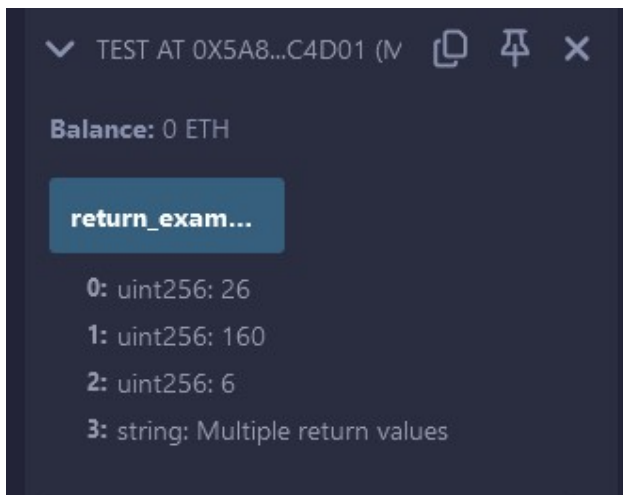 TEST AT 0X5A8...C4D01 (M
Balance: 0 ETH
return_exam...
0: uint256: 26
1: uint256: 160
2: uint256: 6
3: string: Multiple return values